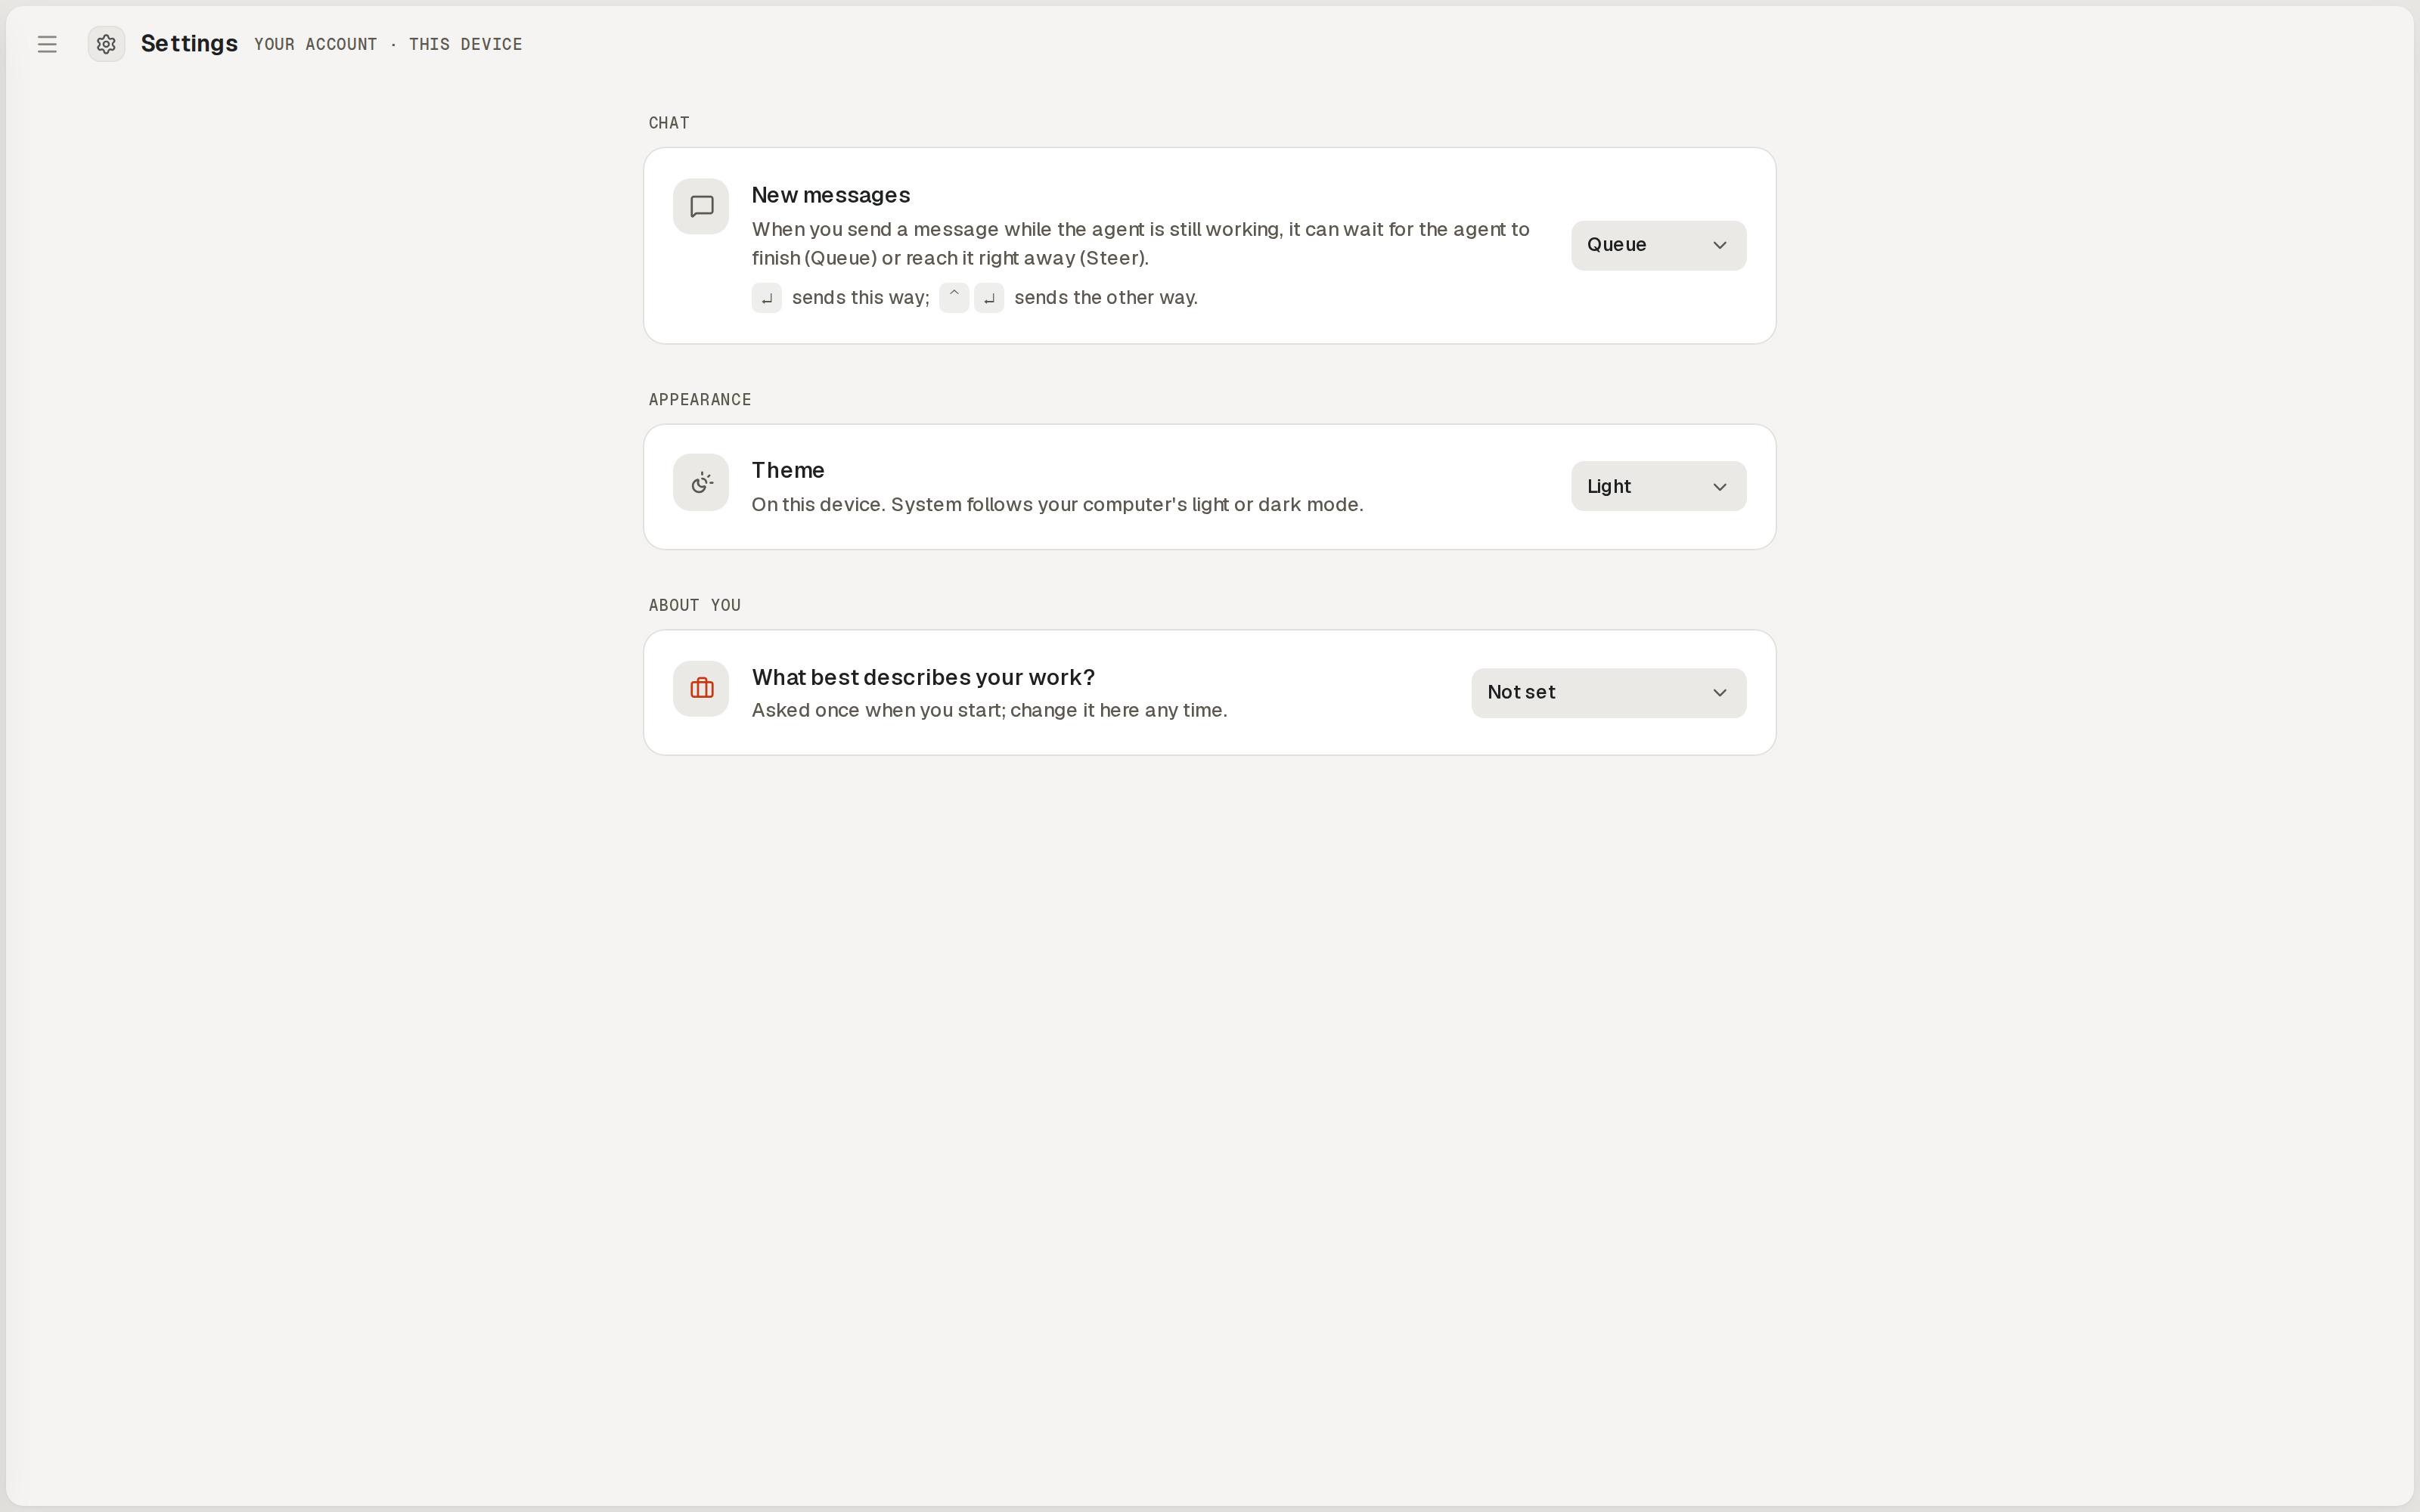 Settings YOUR ACCOUNT · THIS DEVICE
CHAT
New messages
When you send a message while the agent is still working, it can wait for the agent to
finish (Queue) or reach it right away (Steer).
Queue
↵ sends this way; ^ ↵ sends the other way.
APPEARANCE
Theme
On this device. System follows your computer's light or dark mode.
Light
ABOUT YOU
What best describes your work?
Asked once when you start; change it here any time.
Not set